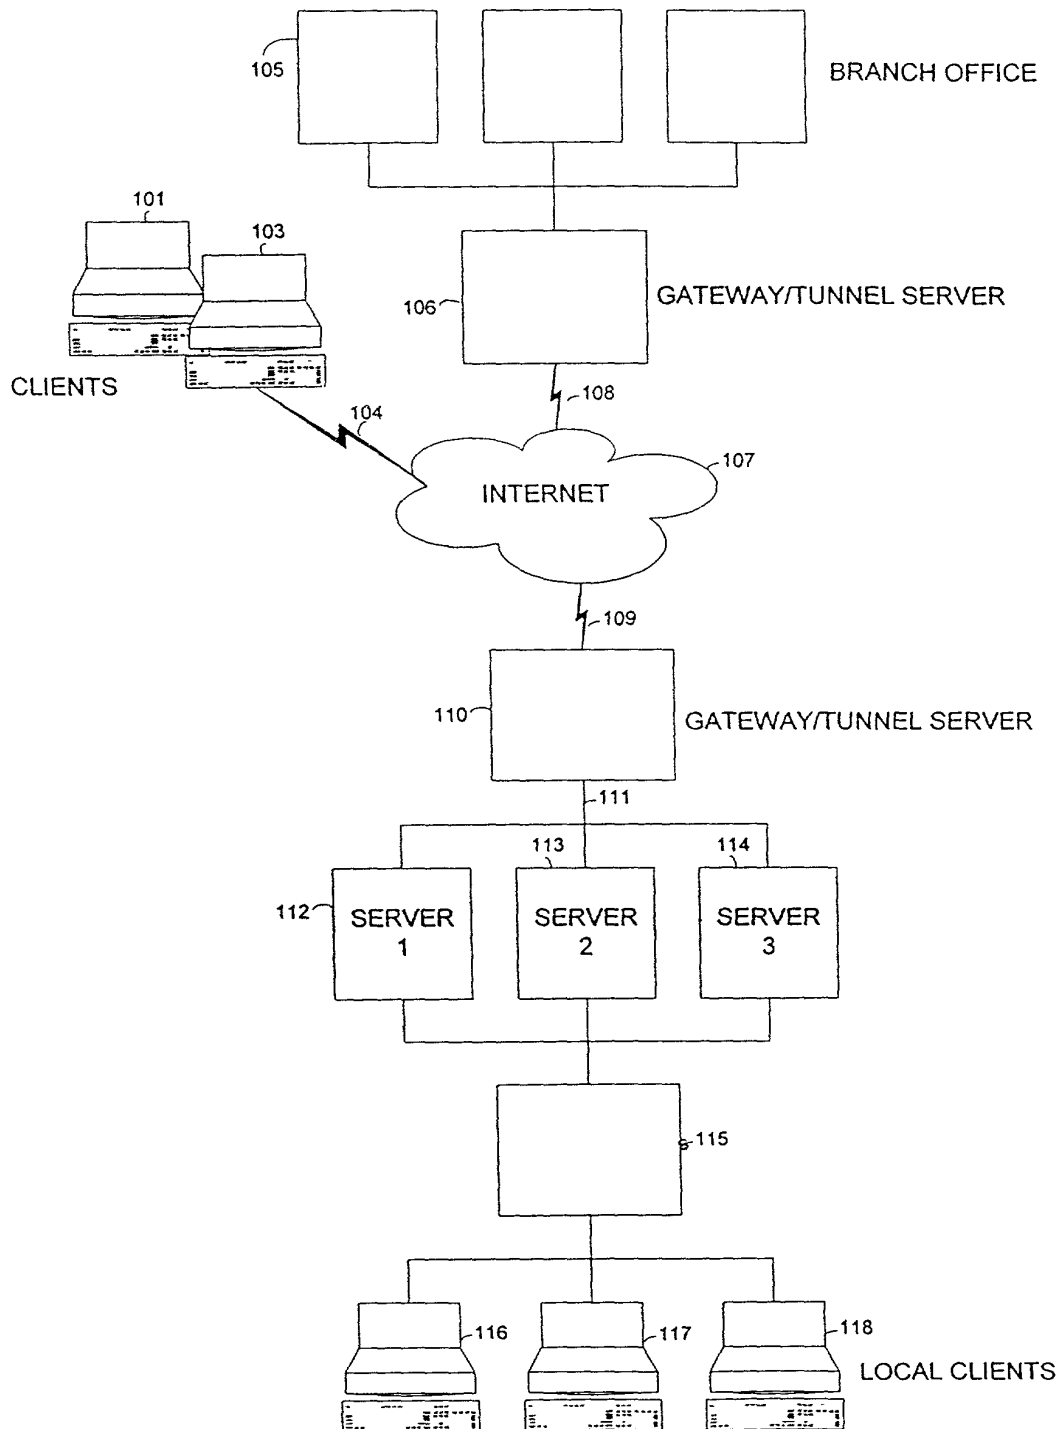 105
BRANCH OFFICE
101
103
106
GATEWAY/TUNNEL SERVER
CLIENTS
108
104
107
INTERNET
109
110
GATEWAY/TUNNEL SERVER
111
113
114
112
SERVER
1
SERVER
2
SERVER
3
115
116
117
118
LOCAL CLIENTS